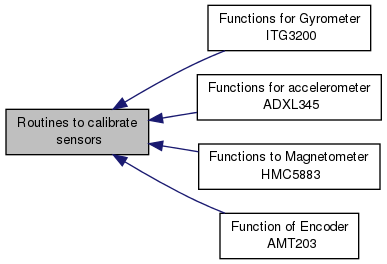 Functions for Gyrometer
ITG3200
Functions for accelerometer
ADXL345
Routines to calibrate
sensors
Functions to Magnetometer
HMC5883
Function of Encoder
AMT203